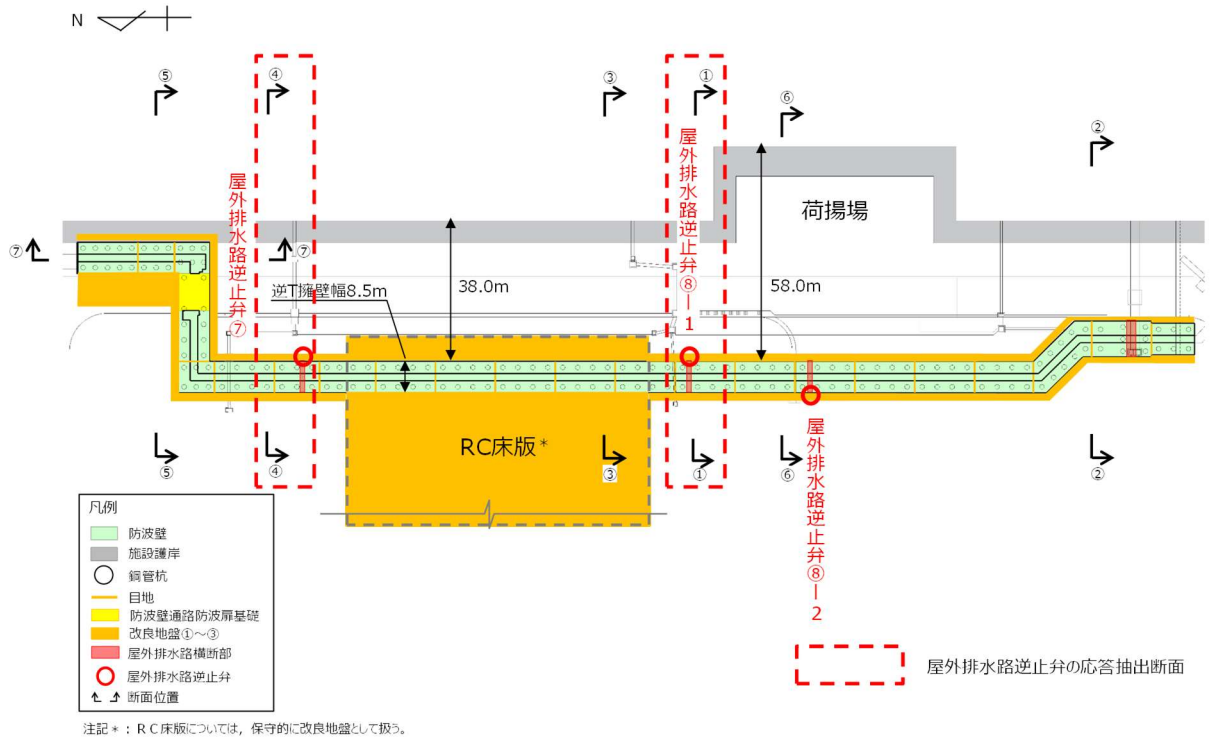 N
⑤
④
③
①
⑥
②
屋外排水路逆止弁⑦
屋外排水路逆止弁⑧－1
荷揚場
⑦
⑦
逆T擁壁幅8.5m
38.0m
58.0m
RC床版*
屋外排水路逆止弁⑧－2
⑤
④
③
①
⑥
②
凡例
防波壁
施設護岸
鋼管杭
目地
防波壁通路防波扉基礎
改良地盤①～③
屋外排水路横断部
屋外排水路逆止弁
断面位置
屋外排水路逆止弁の応答抽出断面
注記*：RC床版については，保守的に改良地盤として扱う。